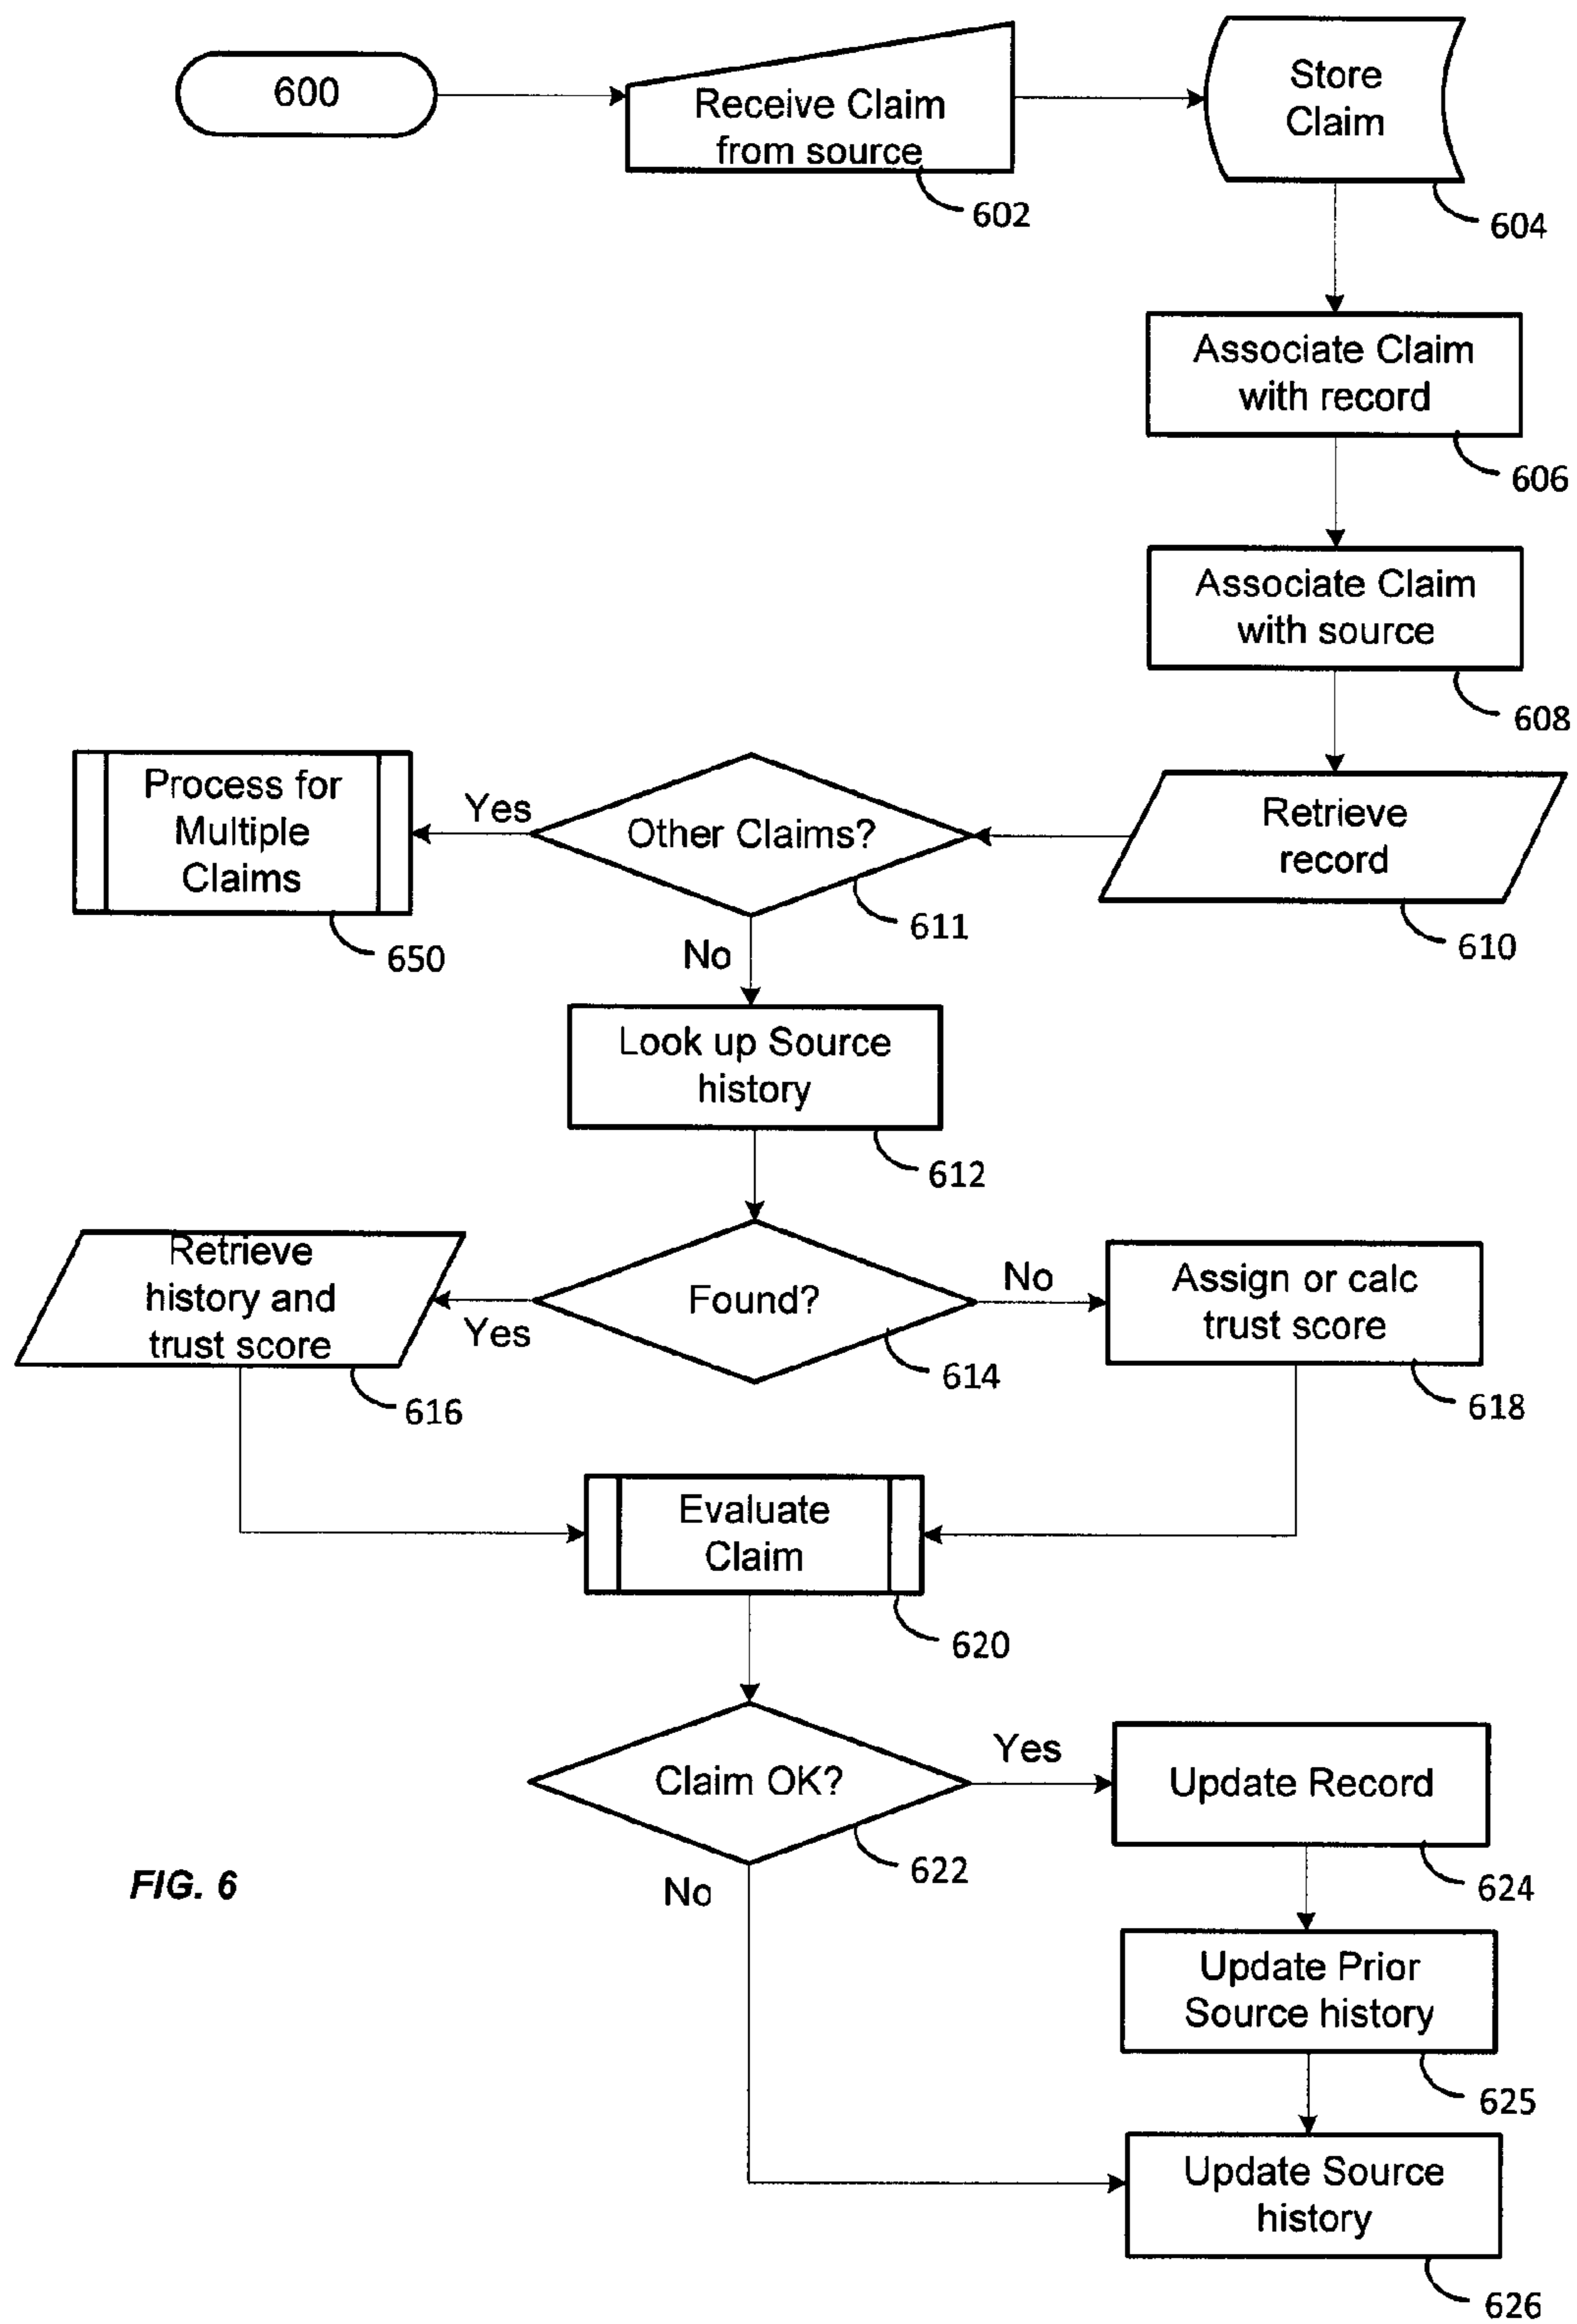 600
Receive Claim
from source
602
Store
Claim
604
Associate Claim
with record
606
Associate Claim
with source
608
Retrieve
record
610
Other Claims?
611
Yes
Process for
Multiple
Claims
650
No
Look up Source
history
612
Found?
614
Yes
Retrieve
history and
trust score
616
No
Assign or calc
trust score
618
Evaluate
Claim
620
Claim OK?
622
Yes
Update Record
624
No
Update Prior
Source history
625
Update Source
history
626
FIG. 6